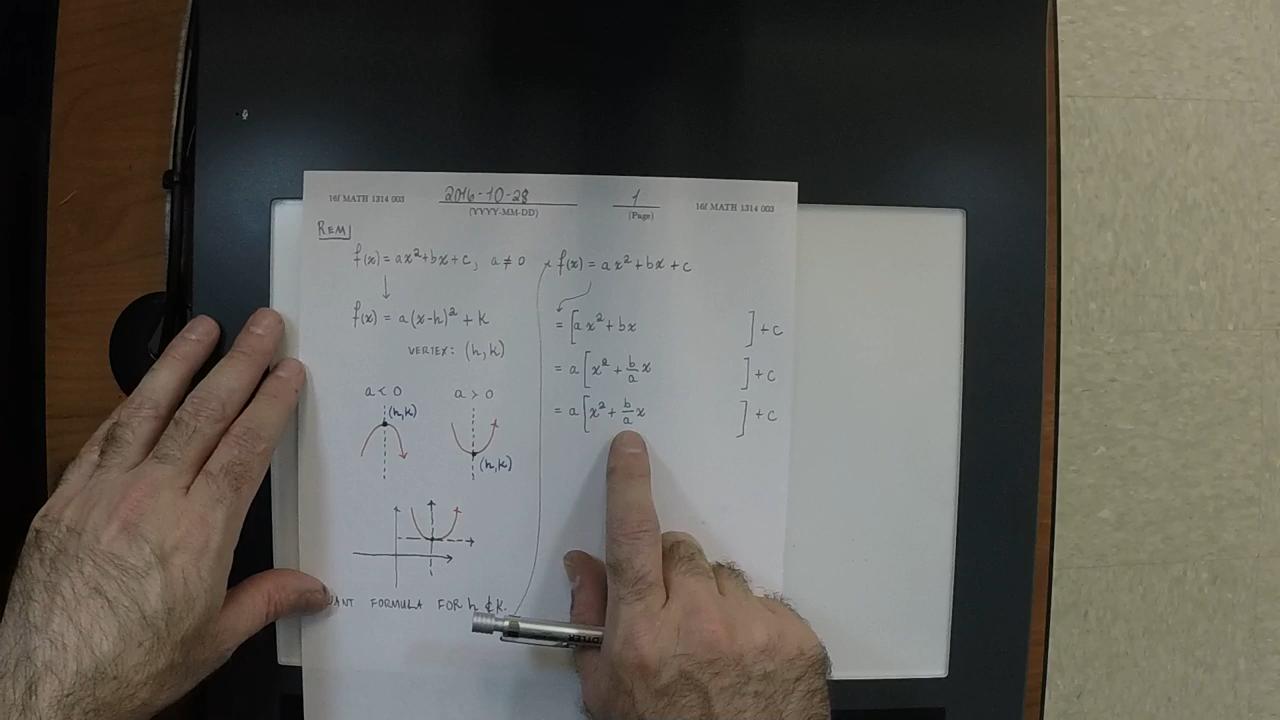 16f MATH 1314 003 2016-10-28 1 16f MATH 1314 003
(YYYY-MM-DD) (Page)
REM
f(x) = ax²+bx+c, a ≠ 0
f(x) = a(x-h)² + k
VERTEX: (h,k)
a < 0 a > 0
(h,k)
(h,k)
FORMULA FOR h & k.
f(x) = ax²+bx+c
= [ax²+bx ]+c
= a[x²+b/a x ]+c
= a[x²+b/a x ]+c